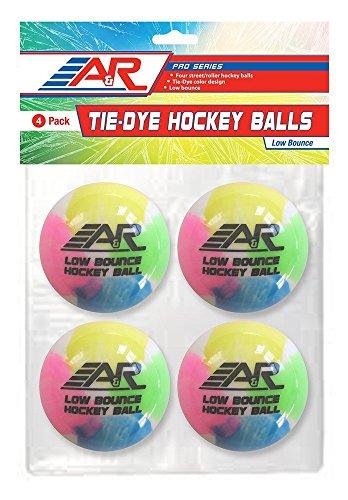 A&R
PRO SERIES
• Four street/roller hockey balls
• Tie-Dye color design
• Low bounce
4 Pack
TIE-DYE HOCKEY BALLS
Low Bounce
A&R
LOW BOUNCE
HOCKEY BALL
A&R
LOW BOUNCE
HOCKEY BALL
A&R
LOW BOUNCE
HOCKEY BALL
A&R
LOW BOUNCE
HOCKEY BALL